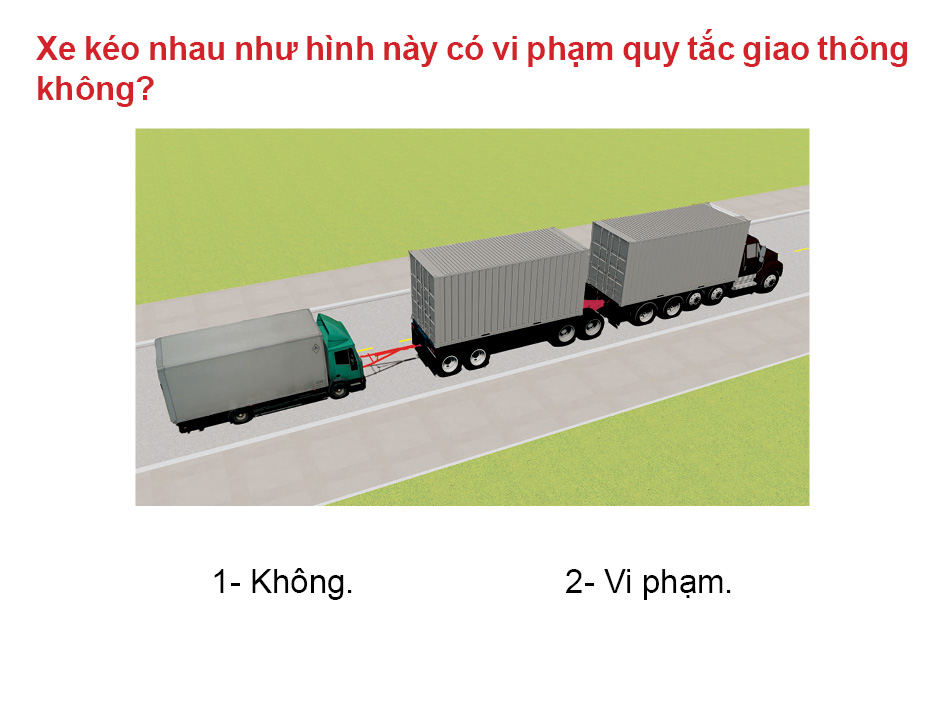 Xe kéo nhau như hình này có vi phạm quy tắc giao thông
không?
1- Không.
2- Vi phạm.